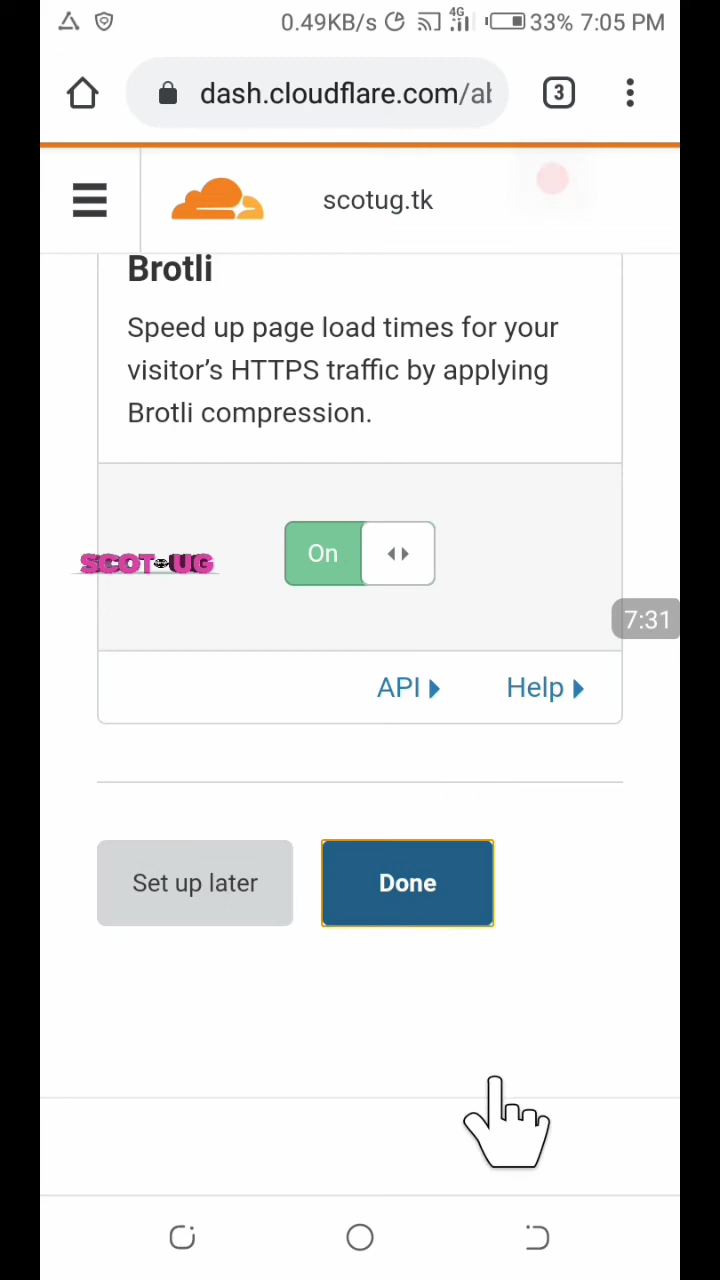 0.49KB/s 4G 33% 7:05 PM
dash.cloudflare.com/ab
3
scotug.tk
Brotli
Speed up page load times for your
visitor's HTTPS traffic by applying
Brotli compression.
On
SCOT UG
7:31
API Help
Set up later Done